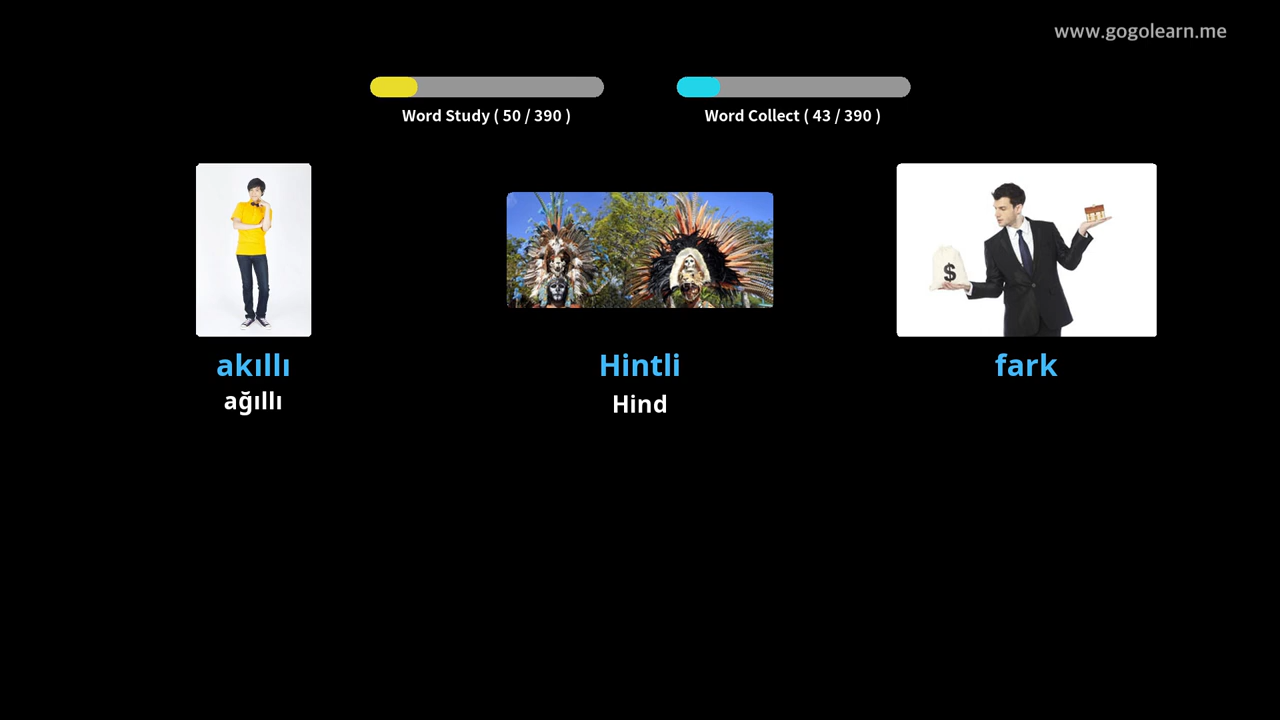 www.gogolearn.me
Word Study ( 50 / 390 )
Word Collect ( 43 / 390 )
akıllı
Hintli
fark
ağıllı
Hind
$